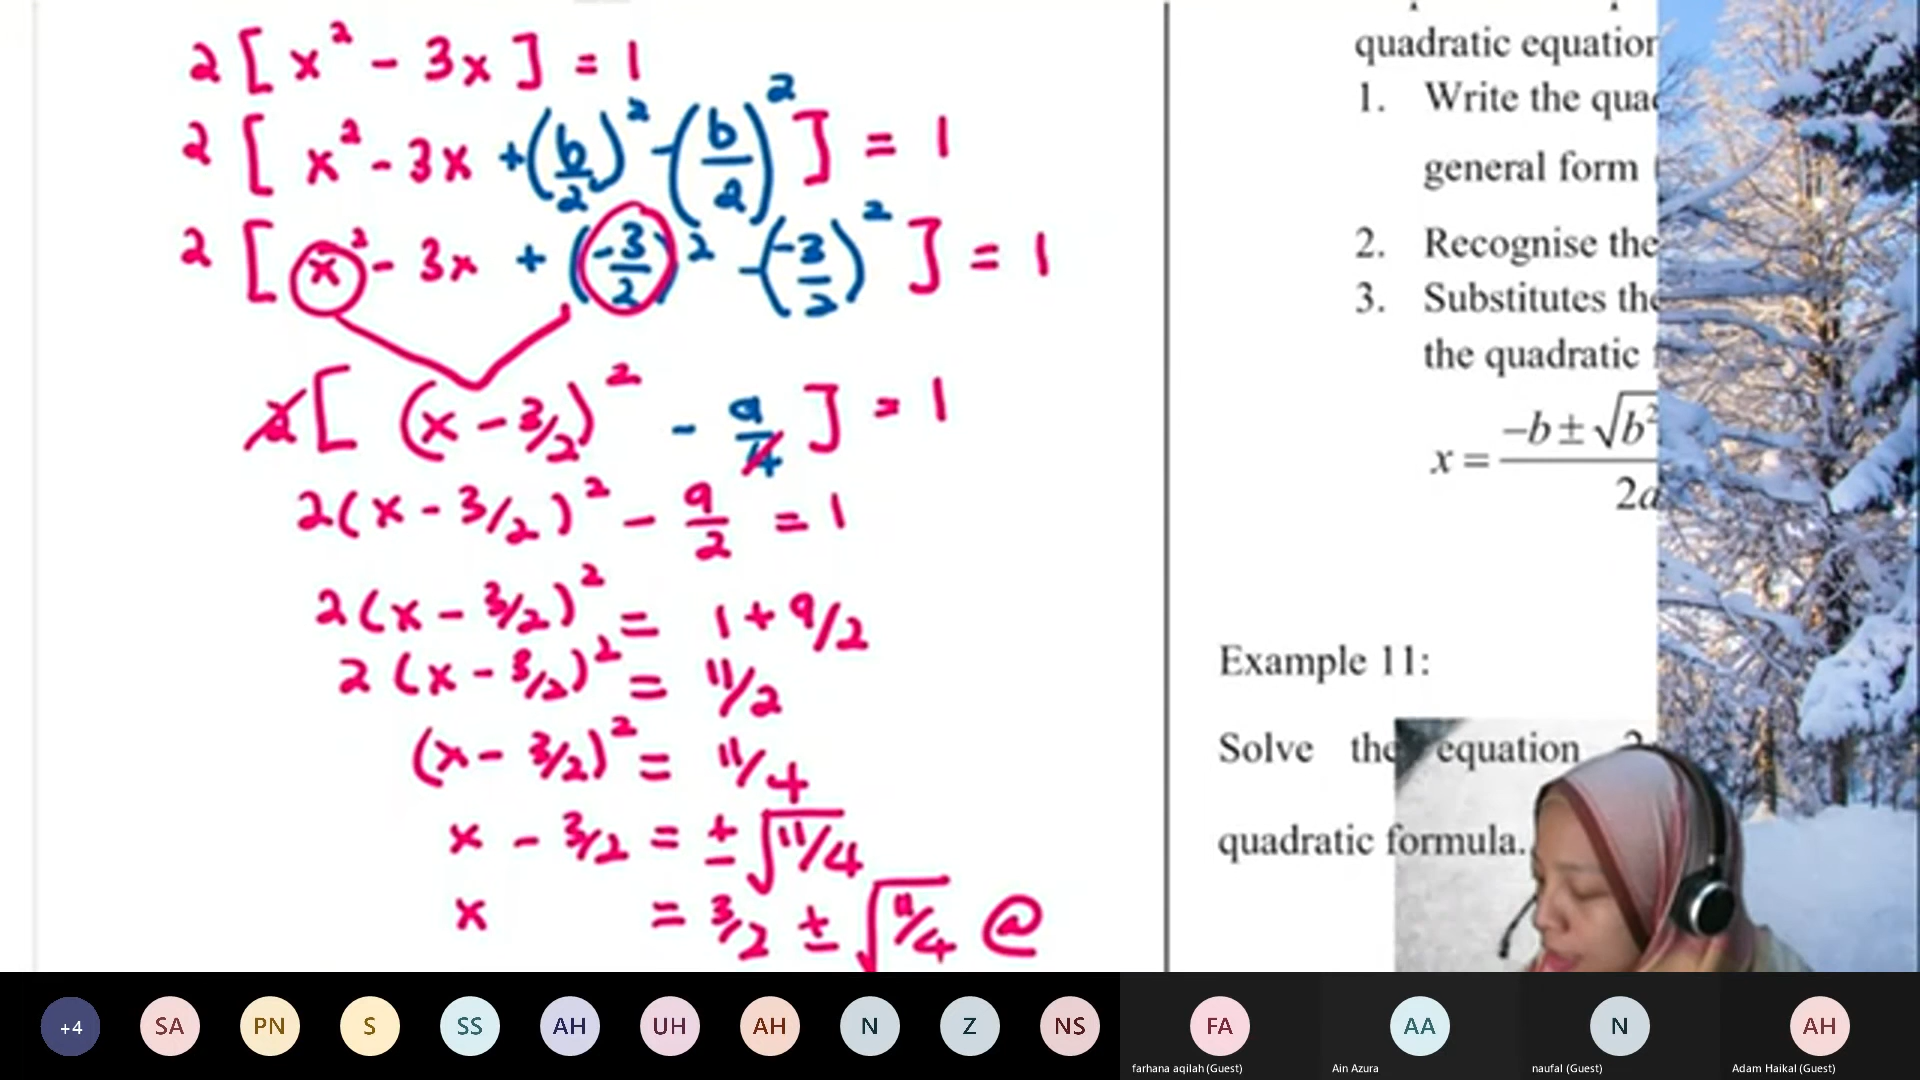 2 [ x² - 3x ] = 1
2 [ x² - 3x + (b/2)² - (b/2)² ] = 1
2 [ x² - 3x + (-3/2)² - (-3/2)² ] = 1
2 [ (x - 3/2)² - 9/4 ] = 1
2(x - 3/2)² - 9/2 = 1
2(x - 3/2)² = 1 + 9/2
2(x - 3/2)² = 11/2
(x - 3/2)² = 11/4
x - 3/2 = ± √11/4
x = 3/2 ± √11/4 @
quadratic equation
1. Write the
general form
2. Recognise the
3. Substitutes the
the quadratic
x = -b ± √b² / 2a
Example 11:
Solve the equation
quadratic formula.
+4 SA PN S SS AH UH AH N Z NS FA AA N AH
farhana aqilah (Guest) Ain Azura naufal (Guest) Adam Haikal (Guest)